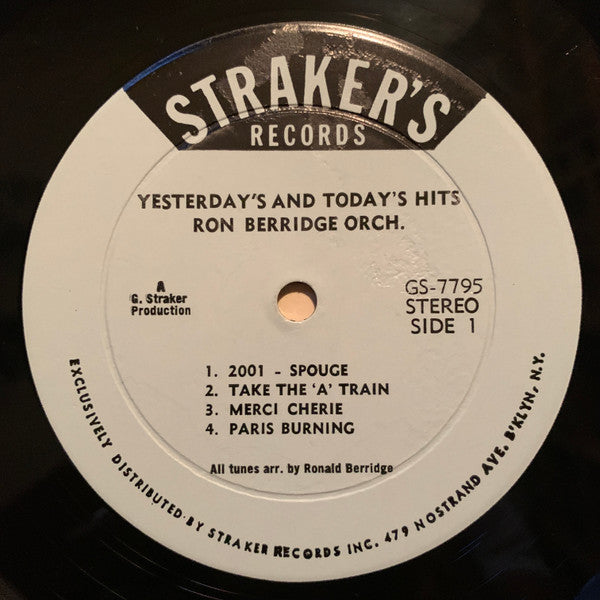 STRAKER'S
RECORDS
YESTERDAY'S AND TODAY'S HITS
RON BERRIDGE ORCH.
A
G. Straker
Production
GS-7795
STEREO
SIDE 1
1. 2001 - SPOUGE
2. TAKE THE 'A' TRAIN
3. MERCI CHERIE
4. PARIS BURNING
All tunes arr. by Ronald Berridge
EXCLUSIVELY DISTRIBUTED BY STRAKER RECORDS INC. 479 NOSTRAND AVE. B'KLYN, N.Y.